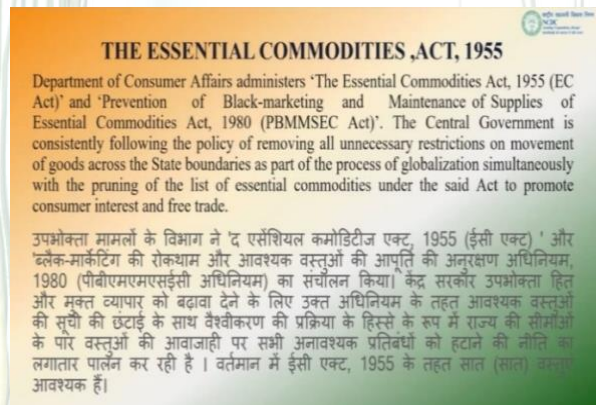 THE ESSENTIAL COMMODITIES ,ACT, 1955
Department of Consumer Affairs administers ‘The Essential Commodities Act, 1955 (EC
Act)’ and ‘Prevention of Black-marketing and Maintenance of Supplies of
Essential Commodities Act, 1980 (PBMMSEC Act)’. The Central Government is
consistently following the policy of removing all unnecessary restrictions on movement
of goods across the State boundaries as part of the process of globalization simultaneously
with the pruning of the list of essential commodities under the said Act to promote
consumer interest and free trade.
उपभोक्ता मामलों के विभाग ने 'द एसेंशियल कमोडिटीज एक्ट, 1955 (ईसी एक्ट) ' और
'ब्लैक-मार्केटिंग की रोकथाम और आवश्यक वस्तुओं की आपूर्ति की अनुरक्षण अधिनियम,
1980 (पीबीएमएमएसईसी अधिनियम) का संचालन किया। केंद्र सरकार उपभोक्ता हित
और मुक्त व्यापार को बढ़ावा देने के लिए उक्त अधिनियम के तहत आवश्यक वस्तुओं
की सूची की छंटाई के साथ वैश्वीकरण की प्रक्रिया के हिस्से के रूप में राज्य की सीमाओं
के पार वस्तुओं की आवाजाही पर सभी अनावश्यक प्रतिबंधों को हटाने की नीति का
लगातार पालन कर रही है । वर्तमान में ईसी एक्ट, 1955 के तहत सात (सात) वस्तुएं
आवश्यक हैं।